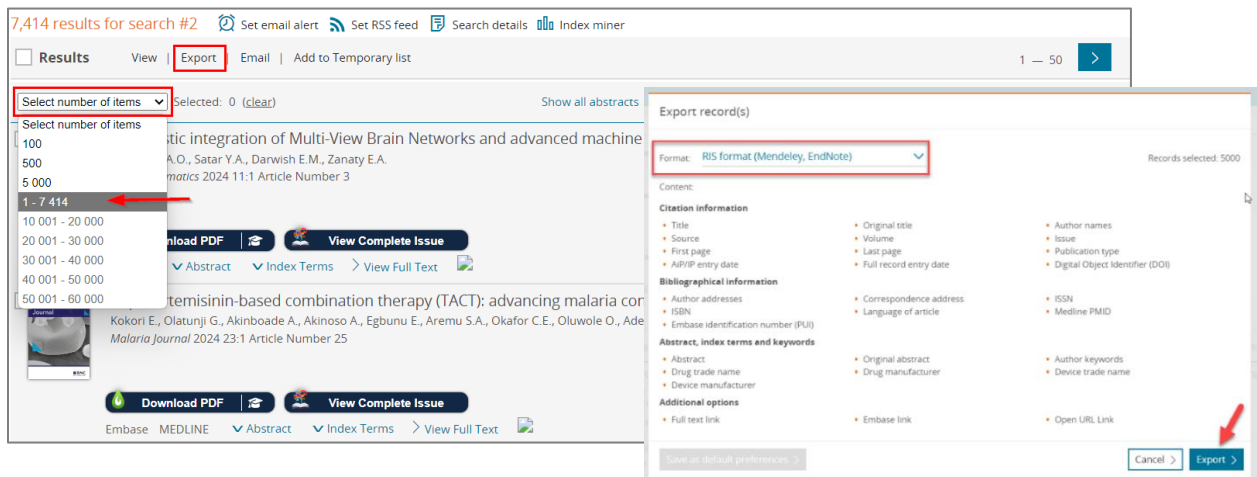 7,414 results for search #2 Set email alert Set RSS feed Search details Index miner
Results View | Export | Email | Add to Temporary list 1 — 50 >
Select number of items Selected: 0 (clear) Show all abstracts
Select number of items
100
500
5 000
1 - 7 414
10 001 - 20 000
20 001 - 30 000
30 001 - 40 000
40 001 - 50 000
50 001 - 60 000
stic integration of Multi-View Brain Networks and advanced machine
A.O., Satar Y.A., Darwish E.M., Zanaty E.A.
matics 2024 11:1 Article Number 3
nload PDF View Complete Issue
Abstract Index Terms View Full Text
temisinin-based combination therapy (TACT): advancing malaria con
Kokori E., Olatunji G., Akinboade A., Akinoso A., Egbunu E., Aremu S.A., Okafor C.E., Oluwole O., Ade
Malaria Journal 2024 23:1 Article Number 25
Journal
BMC
Download PDF View Complete Issue
Embase MEDLINE Abstract Index Terms View Full Text
Export record(s)
Format: RIS format (Mendeley, EndNote) Records selected: 5000
Content:
Citation information
• Title • Original title • Author names
• Source • Volume • Issue
• First page • Last page • Publication type
• AiP/IP entry date • Full record entry date • Digital Object Identifier (DOI)
Bibliographical information
• Author addresses • Correspondence address • ISSN
• ISBN • Language of article • Medline PMID
• Embase identification number (PUI)
Abstract, index terms and keywords
• Abstract • Original abstract • Author keywords
• Drug trade name • Drug manufacturer • Device trade name
• Device manufacturer
Additional options
• Full text link • Embase link • Open URL Link
Save as default preferences > Cancel > Export >